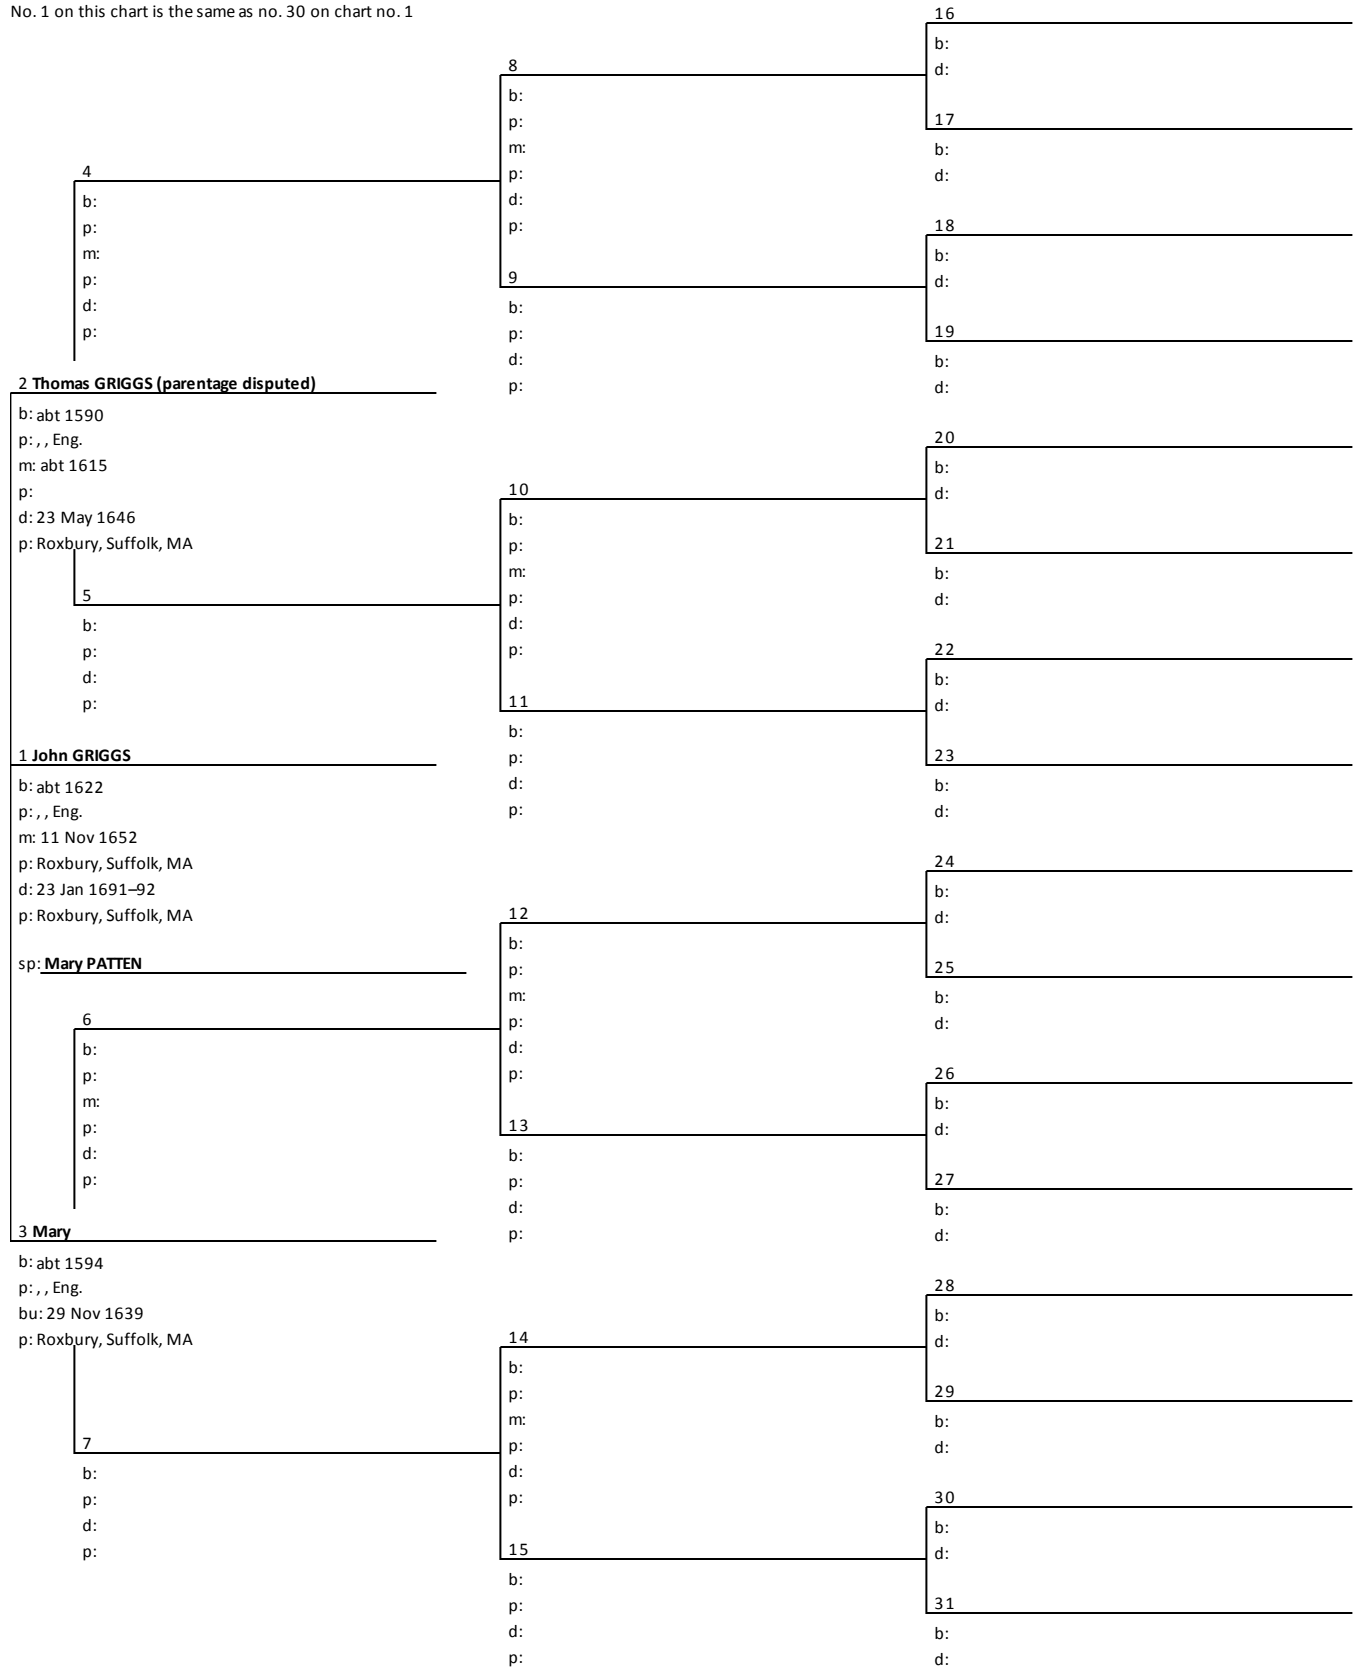 No. 1 on this chart is the same as no. 30 on chart no. 1
4
b:
p:
m:
p:
d:
p:
2 Thomas GRIGGS (parentage disputed)
b: abt 1590
p: , , Eng.
m: abt 1615
p:
d: 23 May 1646
p: Roxbury, Suffolk, MA
5
b:
p:
d:
p:
1 John GRIGGS
b: abt 1622
p: , , Eng.
m: 11 Nov 1652
p: Roxbury, Suffolk, MA
d: 23 Jan 1691–92
p: Roxbury, Suffolk, MA
sp: Mary PATTEN
6
b:
p:
m:
p:
d:
p:
3 Mary
b: abt 1594
p: , , Eng.
bu: 29 Nov 1639
p: Roxbury, Suffolk, MA
7
b:
p:
d:
p:
8
b:
p:
m:
p:
d:
p:
9
b:
p:
d:
p:
10
b:
p:
m:
p:
d:
p:
11
b:
p:
d:
p:
12
b:
p:
m:
p:
d:
p:
13
b:
p:
d:
p:
14
b:
p:
m:
p:
d:
p:
15
b:
p:
d:
p:
16
b:
d:
17
b:
d:
18
b:
d:
19
b:
d:
20
b:
d:
21
b:
d:
22
b:
d:
23
b:
d:
24
b:
d:
25
b:
d:
26
b:
d:
27
b:
d:
28
b:
d:
29
b:
d:
30
b:
d:
31
b:
d: